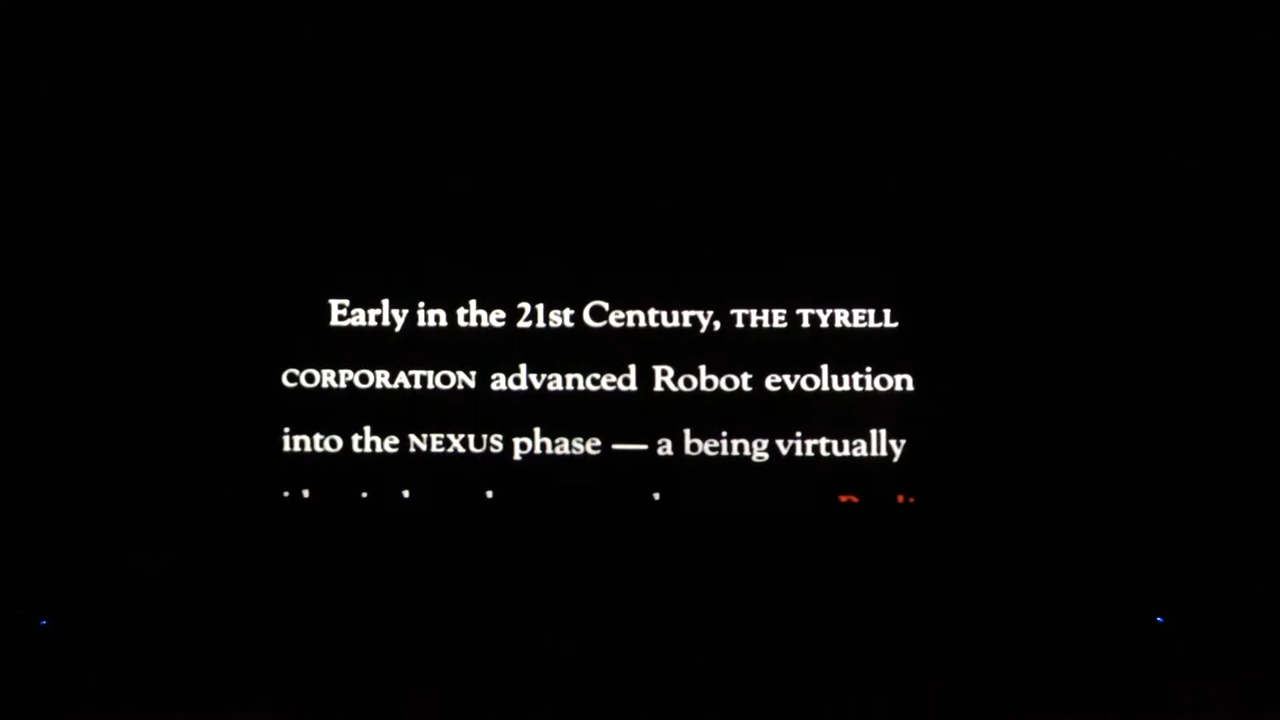 Early in the 21st Century, THE TYRELL
CORPORATION advanced Robot evolution
into the NEXUS phase — a being virtually